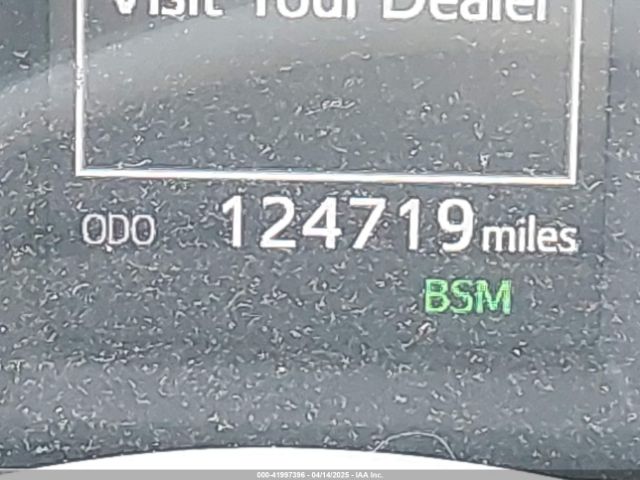 Visit Your Dealer
ODO 124719 miles
BSM
000-41997396 - 04/14/2025 - IAA Inc.